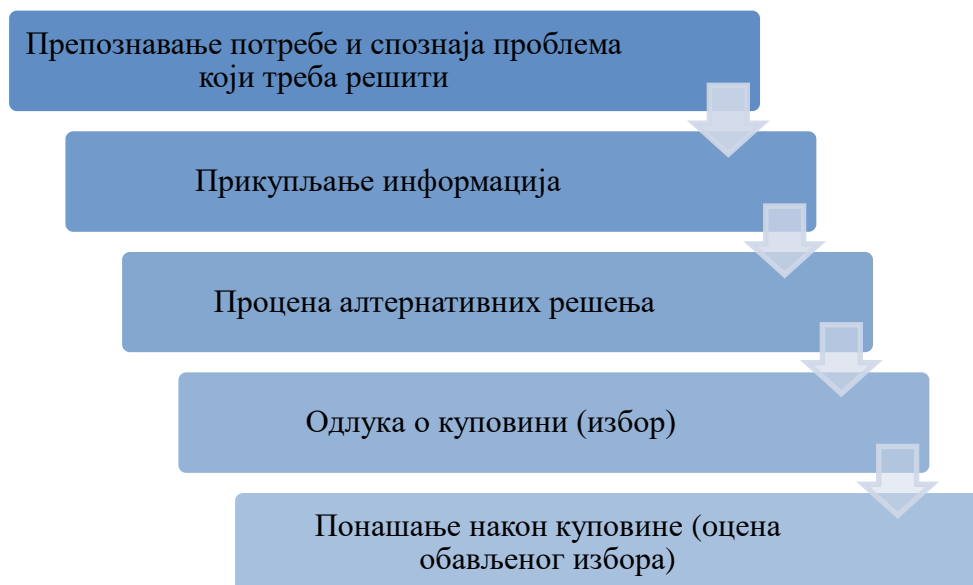 Препознавање потребе и спознаја проблема
који треба решити
Прикупљање информација
Процена алтернативних решења
Одлука о куповини (избор)
Понашање након куповине (оцена
обављеног избора)